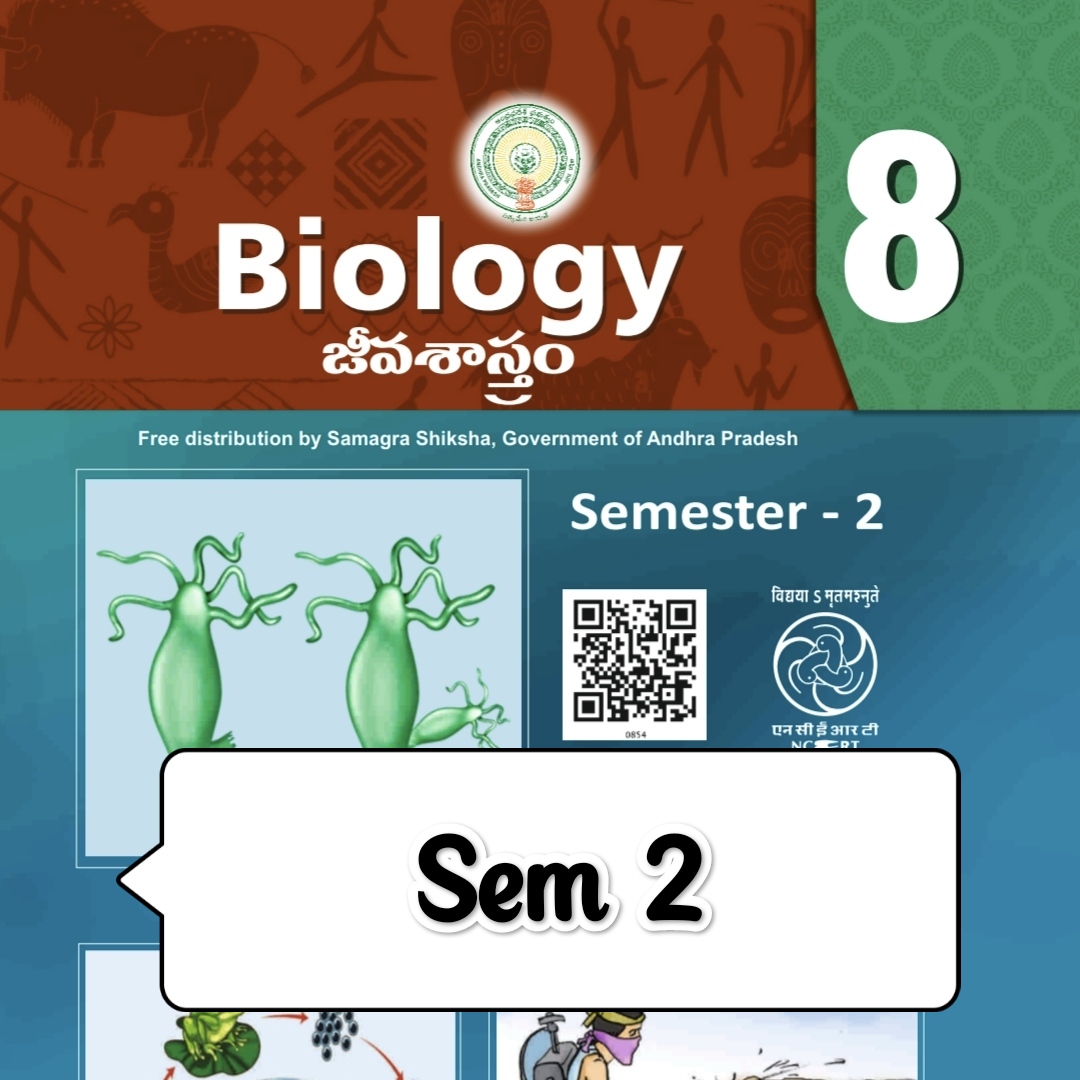 8
Biology
జీవశాస్త్రం
Free distribution by Samagra Shiksha, Government of Andhra Pradesh
Semester - 2
विद्यया ऽ मृतमश्नुते
0854
एन सी ई आर टी
NCERT
Sem 2